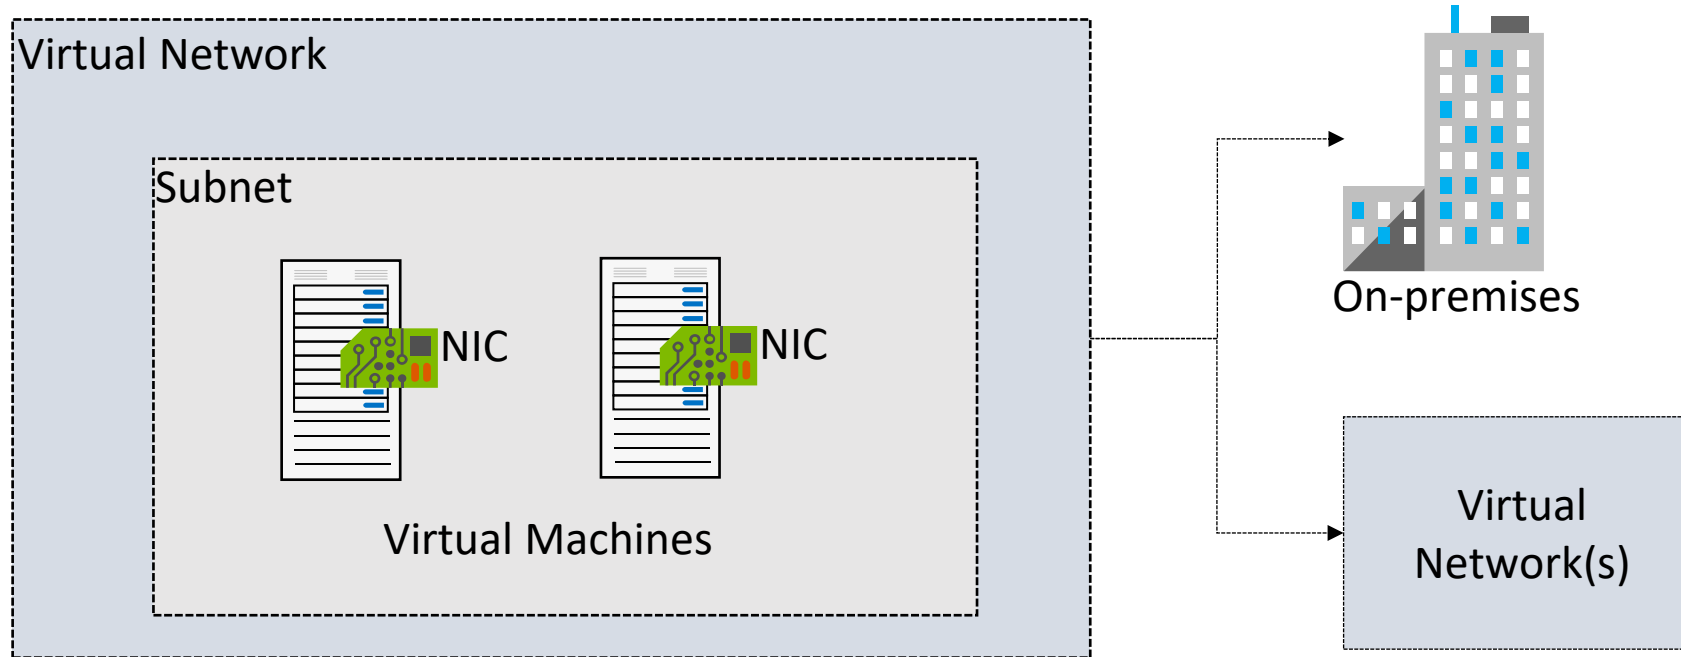 Virtual Network
Subnet
NIC
NIC
Virtual Machines
On-premises
Virtual
Network(s)